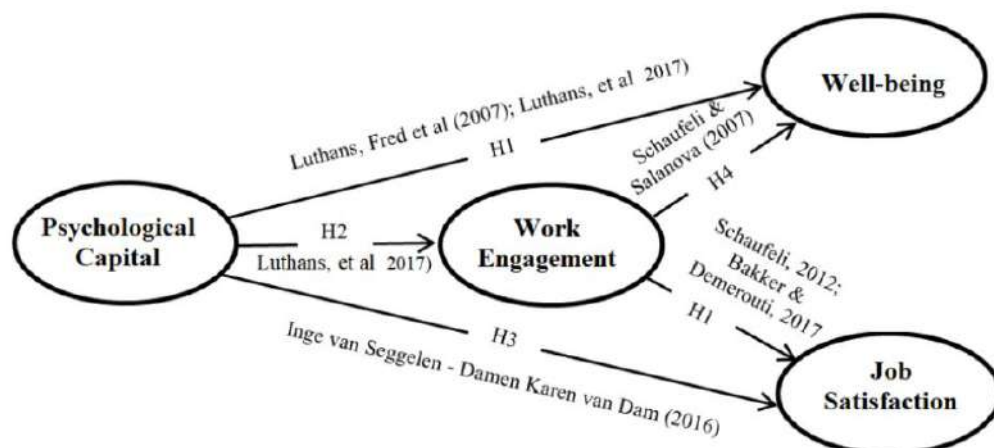 Well-being
Luthans, Fred et al (2007); Luthans, et al 2017)
H1
Schaufeli &
Salanova (2007)
H4
Psychological
Capital
H2
Luthans, et al 2017)
Work
Engagement
Schaufeli, 2012;
Bakker &
Demerouti, 2017
H1
H3
Inge van Seggelen - Damen Karen van Dam (2016)
Job
Satisfaction